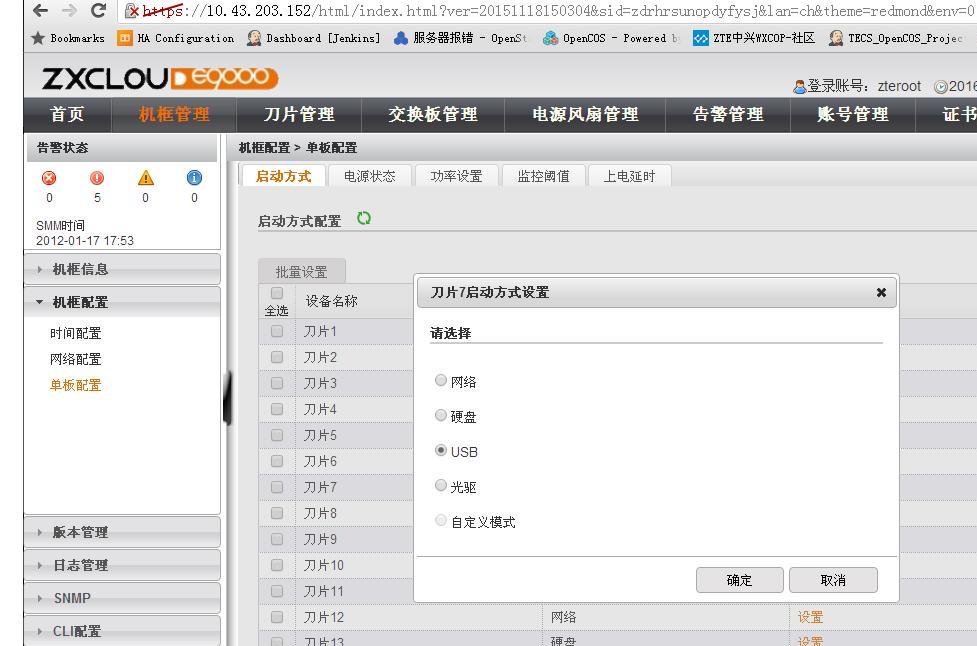 https://10.43.203.152/html/index.html?ver=20151118150304&sid=zdrhrsunopdyfysj&lan=ch&theme=redmond&env=0
Bookmarks HA Configuration Dashboard [Jenkins] 服务器报错 - OpenSt OpenCOS - Powered b ZTE中兴WXCOP-社区 TECS_OpenCOS_Projec
ZXCLOUD E9000
登录账号： zteroot 2016
首页 机框管理 刀片管理 交换板管理 电源风扇管理 告警管理 账号管理 证书
告警状态
0 5 0 0
SMM时间
2012-01-17 17:53
机框信息
机框配置
时间配置
网络配置
单板配置
版本管理
日志管理
SNMP
CLI配置
机框配置 > 单板配置
启动方式 电源状态 功率设置 监控阈值 上电延时
启动方式配置
批量设置
全选 设备名称
刀片1
刀片2
刀片3
刀片4
刀片5
刀片6
刀片7
刀片8
刀片9
刀片10
刀片11
刀片12 网络 设置
刀片13 硬盘 设置
刀片7启动方式设置
请选择
网络
硬盘
USB
光驱
自定义模式
确定 取消